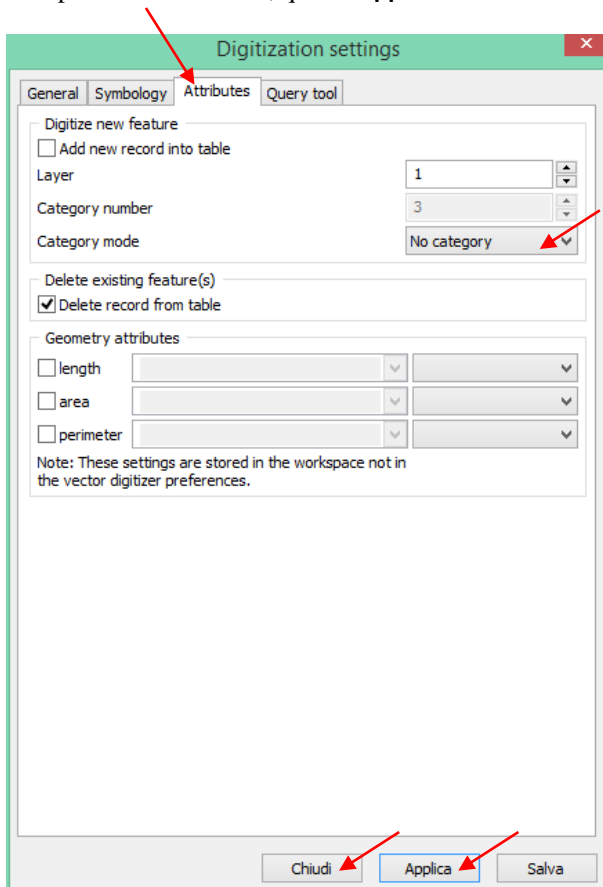 Digitization settings
General Symbology Attributes Query tool
Digitize new feature
Add new record into table
Layer 1
Category number 3
Category mode No category
Delete existing feature(s)
Delete record from table
Geometry attributes
length
area
perimeter
Note: These settings are stored in the workspace not in
the vector digitizer preferences.
Chiudi Applica Salva